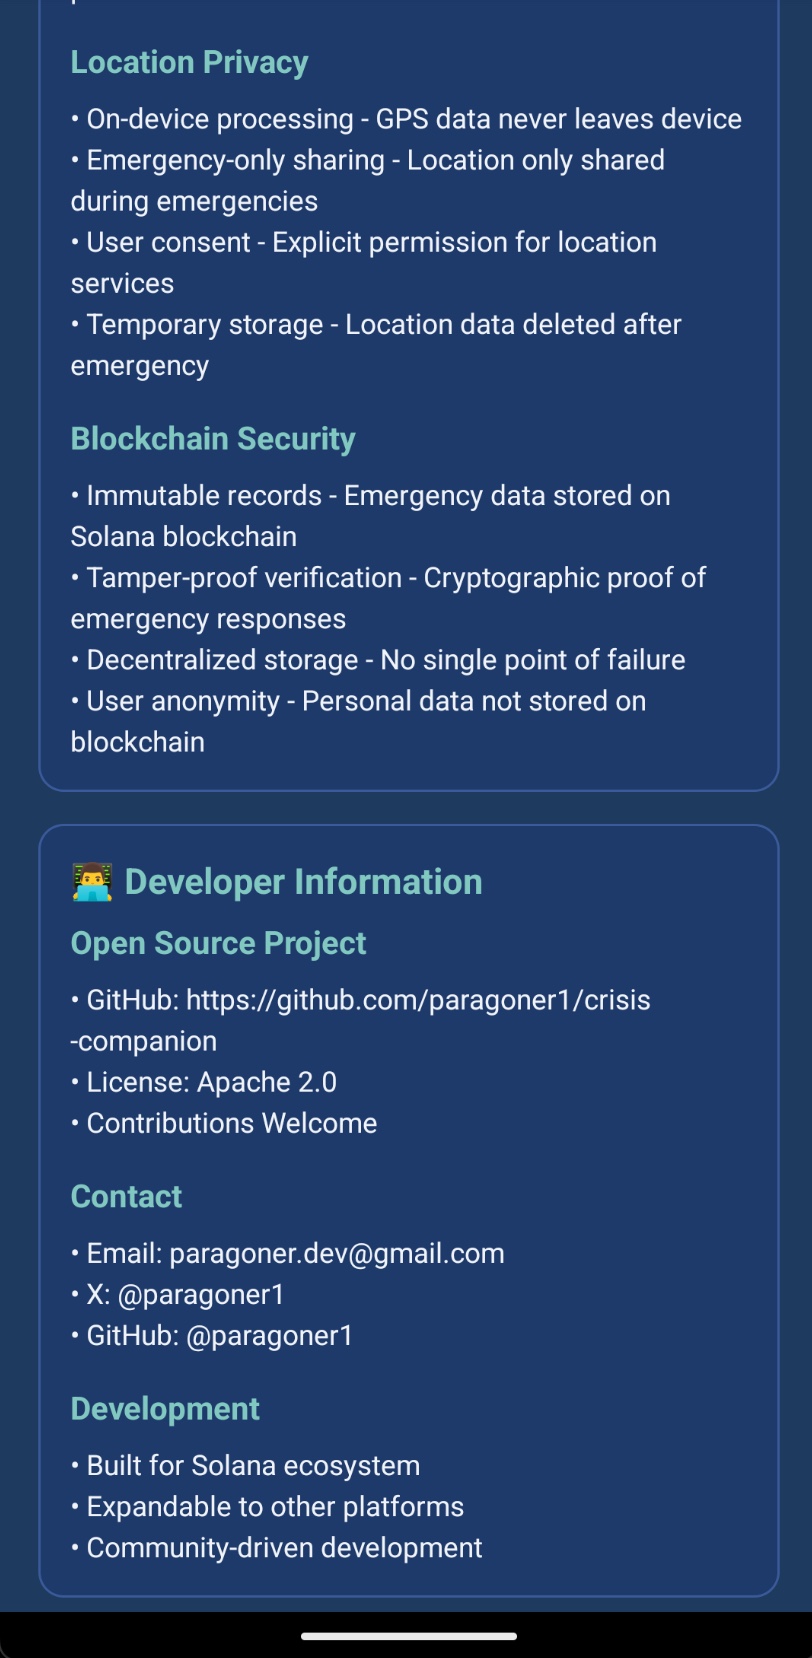 Location Privacy
• On-device processing - GPS data never leaves device
• Emergency-only sharing - Location only shared
during emergencies
• User consent - Explicit permission for location
services
• Temporary storage - Location data deleted after
emergency
Blockchain Security
• Immutable records - Emergency data stored on
Solana blockchain
• Tamper-proof verification - Cryptographic proof of
emergency responses
• Decentralized storage - No single point of failure
• User anonymity - Personal data not stored on
blockchain
👨‍💻 Developer Information
Open Source Project
• GitHub: https://github.com/paragoner1/crisis
-companion
• License: Apache 2.0
• Contributions Welcome
Contact
• Email: paragoner.dev@gmail.com
• X: @paragoner1
• GitHub: @paragoner1
Development
• Built for Solana ecosystem
• Expandable to other platforms
• Community-driven development